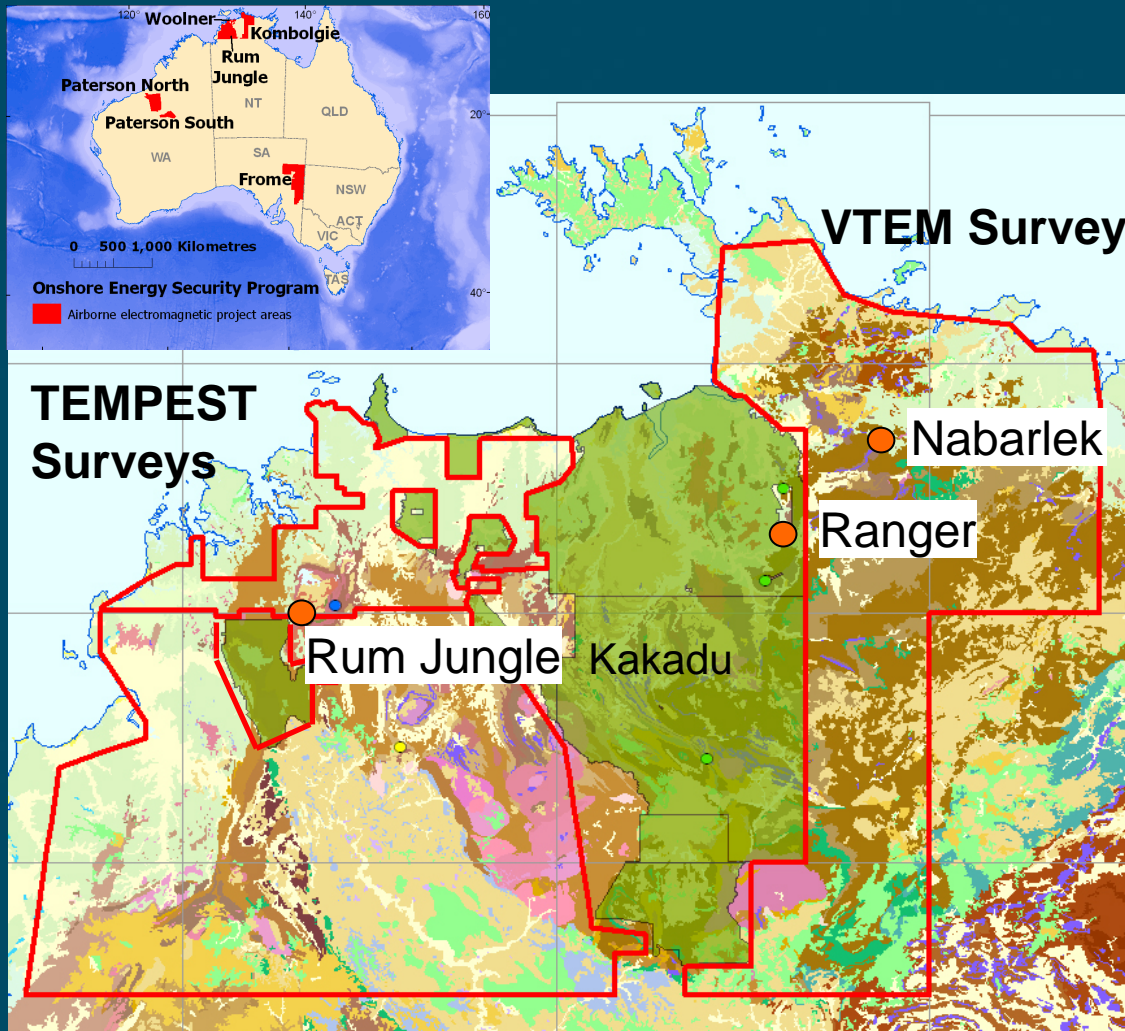 120°
140°
160°
Woolner
Kombolgie
Rum
Jungle
Paterson North
Paterson South
NT
QLD
20°
WA
SA
Frome
NSW
ACT
VIC
0 500 1,000 Kilometres
TAS
Onshore Energy Security Program
40°
Airborne electromagnetic project areas
VTEM Survey
TEMPEST
Surveys
Nabarlek
Ranger
Rum Jungle
Kakadu